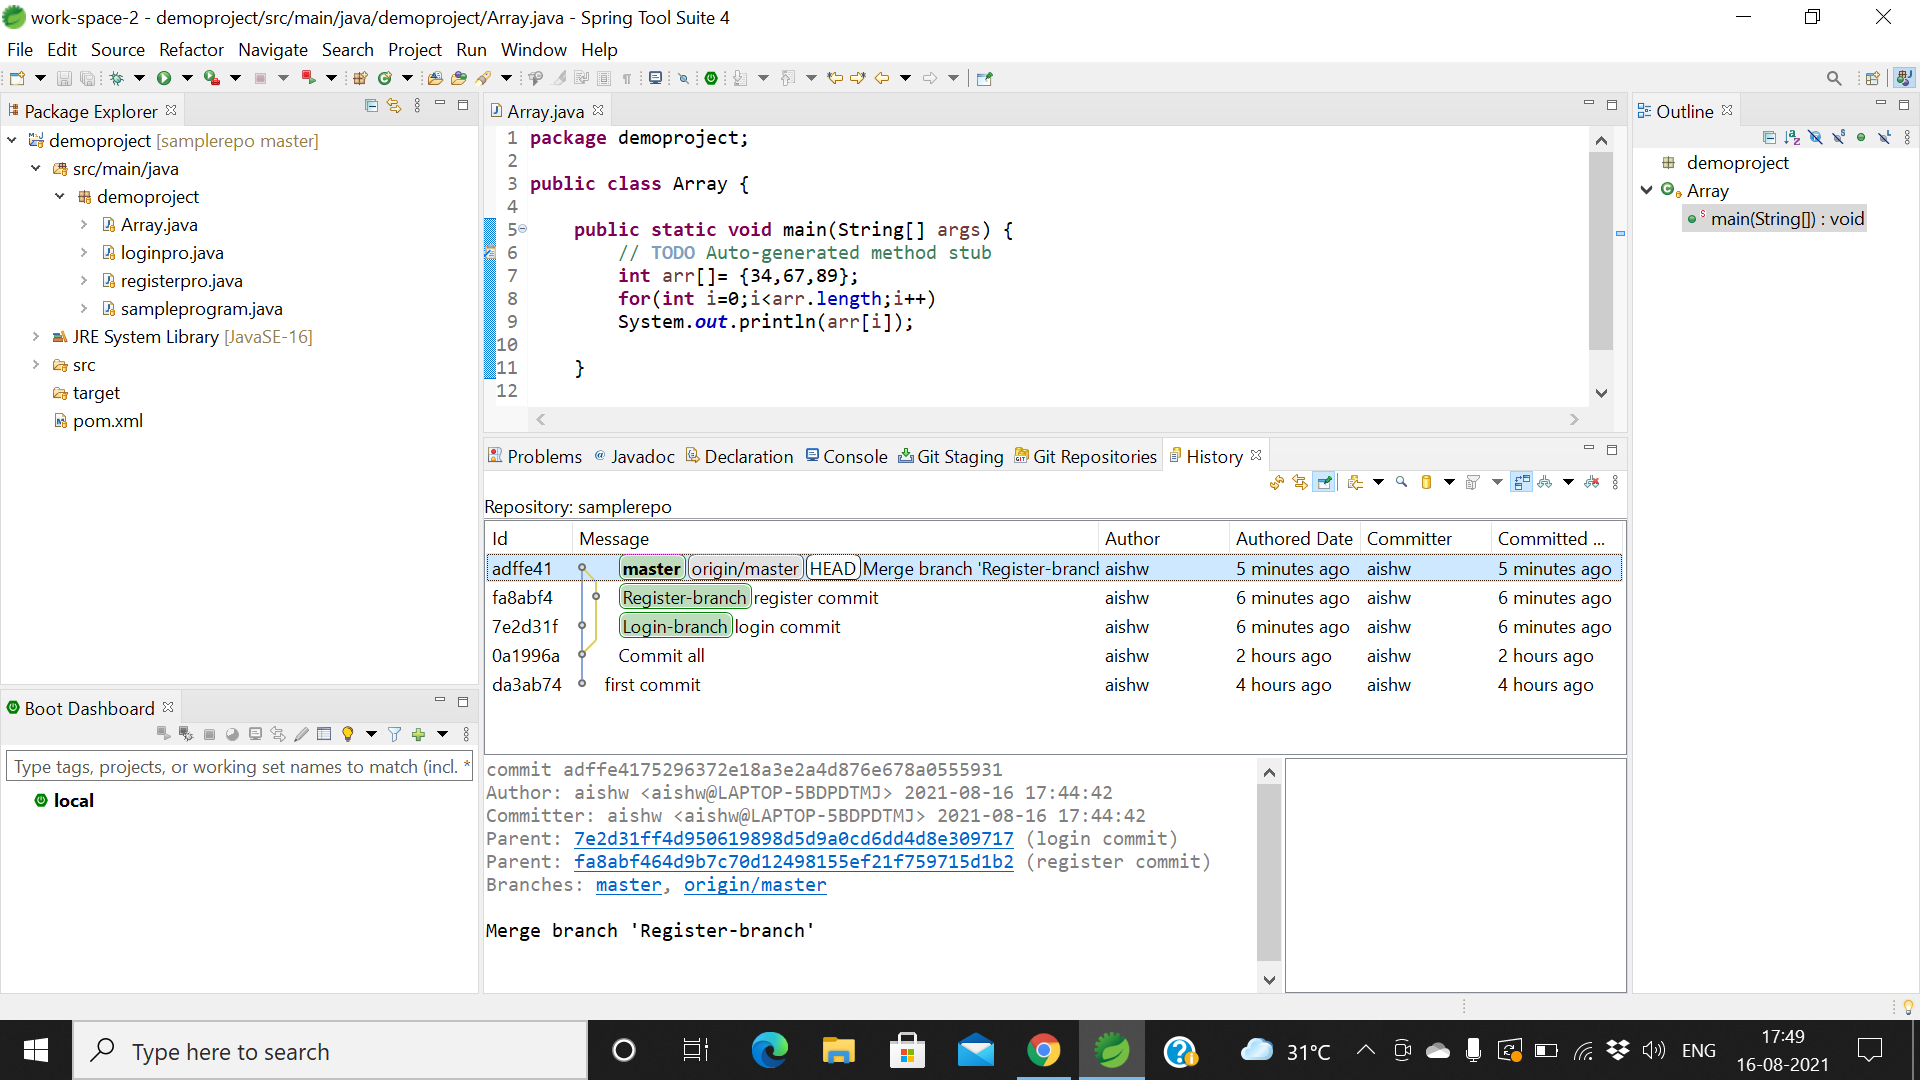 work-space-2 - demoproject/src/main/java/demoproject/Array.java - Spring Tool Suite 4
File Edit Source Refactor Navigate Search Project Run Window Help
Package Explorer
demoproject [samplerepo master]
src/main/java
demoproject
Array.java
loginpro.java
registerpro.java
sampleprogram.java
JRE System Library [JavaSE-16]
src
target
pom.xml
Boot Dashboard
Type tags, projects, or working set names to match (incl. *
local
Array.java
1 package demoproject;
2
3 public class Array {
4
5 public static void main(String[] args) {
6 // TODO Auto-generated method stub
7 int arr[]= {34,67,89};
8 for(int i=0;i<arr.length;i++)
9 System.out.println(arr[i]);
10
11 }
12
Problems Javadoc Declaration Console Git Staging Git Repositories History
Repository: samplerepo
Id Message Author Authored Date Committer Committed ...
adffe41 master origin/master HEAD Merge branch 'Register-branch aishw 5 minutes ago aishw 5 minutes ago
fa8abf4 Register-branch register commit aishw 6 minutes ago aishw 6 minutes ago
7e2d31f Login-branch login commit aishw 6 minutes ago aishw 6 minutes ago
0a1996a Commit all aishw 2 hours ago aishw 2 hours ago
da3ab74 first commit aishw 4 hours ago aishw 4 hours ago
commit adffe4175296372e18a3e2a4d876e678a0555931
Author: aishw <aishw@LAPTOP-5BDPDTMJ> 2021-08-16 17:44:42
Committer: aishw <aishw@LAPTOP-5BDPDTMJ> 2021-08-16 17:44:42
Parent: 7e2d31ff4d950619898d5d9a0cd6dd4d8e309717 (login commit)
Parent: fa8abf464d9b7c70d12498155ef21f759715d1b2 (register commit)
Branches: master, origin/master
Merge branch 'Register-branch'
Outline
demoproject
Array
main(String[]) : void
Type here to search
31°C
ENG
17:49
16-08-2021